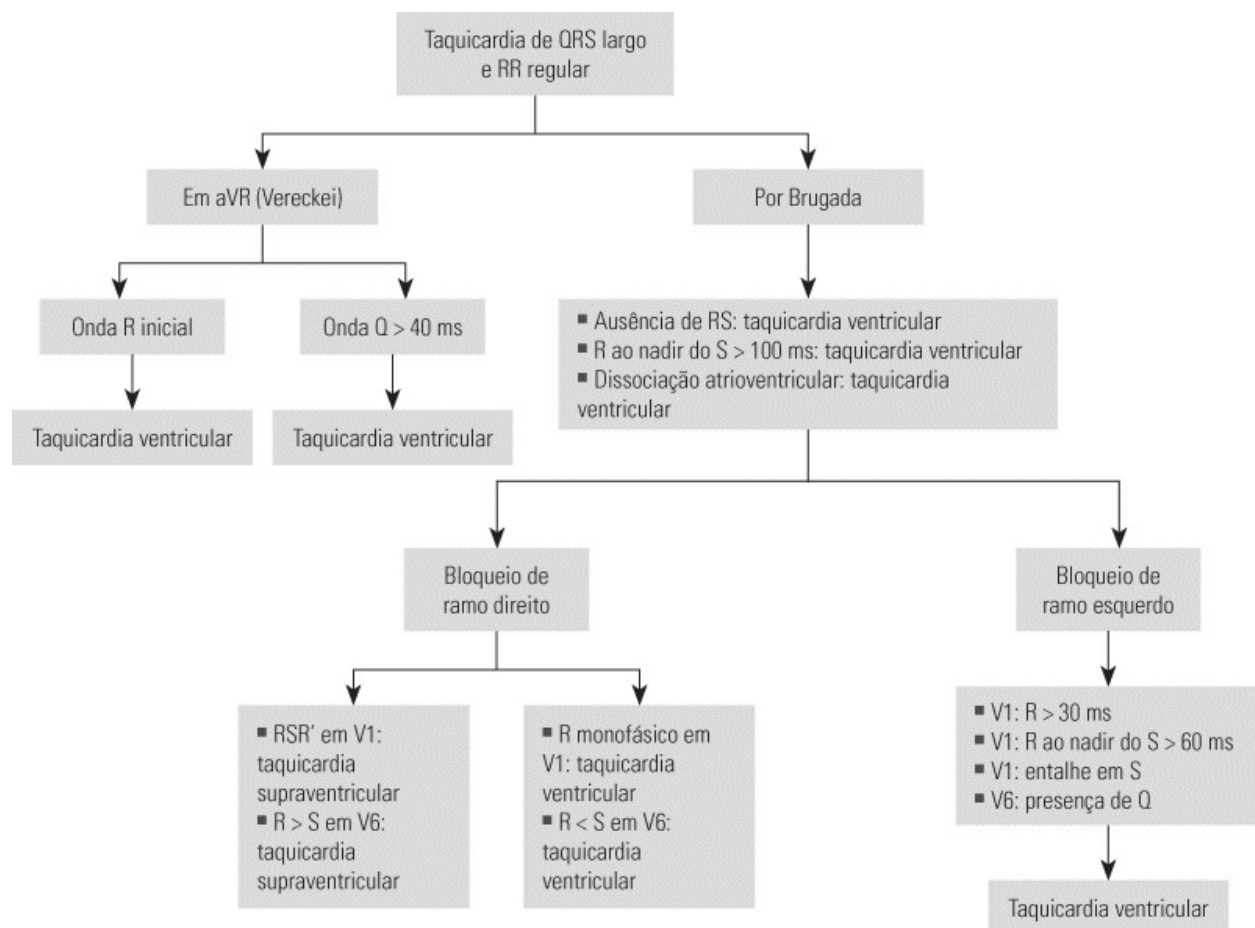 Taquicardia de QRS largo
e RR regular
Em aVR (Vereckei)
Por Brugada
Onda R inicial
Onda Q > 40 ms
Taquicardia ventricular
Taquicardia ventricular
■ Ausência de RS: taquicardia ventricular
■ R ao nadir do S > 100 ms: taquicardia ventricular
■ Dissociação atrioventricular: taquicardia
ventricular
Bloqueio de
ramo direito
Bloqueio de
ramo esquerdo
■ RSR’ em V1:
taquicardia
supraventricular
■ R > S em V6:
taquicardia
supraventricular
■ R monofásico em
V1: taquicardia
ventricular
■ R < S em V6:
taquicardia
ventricular
■ V1: R > 30 ms
■ V1: R ao nadir do S > 60 ms
■ V1: entalhe em S
■ V6: presença de Q
Taquicardia ventricular